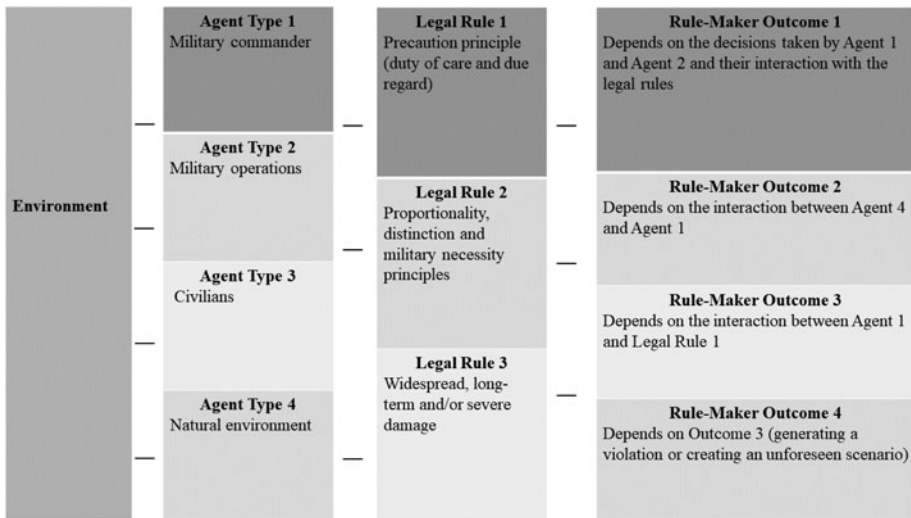 Environment
Agent Type 1
Military commander
Agent Type 2
Military operations
Agent Type 3
Civilians
Agent Type 4
Natural environment
Legal Rule 1
Precaution principle
(duty of care and due
regard)
Legal Rule 2
Proportionality,
distinction and
military necessity
principles
Legal Rule 3
Widespread, long-
term and/or severe
damage
Rule-Maker Outcome 1
Depends on the decisions taken by Agent 1
and Agent 2 and their interaction with the
legal rules
Rule-Maker Outcome 2
Depends on the interaction between Agent 4
and Agent 1
Rule-Maker Outcome 3
Depends on the interaction between Agent 1
and Legal Rule 1
Rule-Maker Outcome 4
Depends on Outcome 3 (generating a
violation or creating an unforeseen scenario)